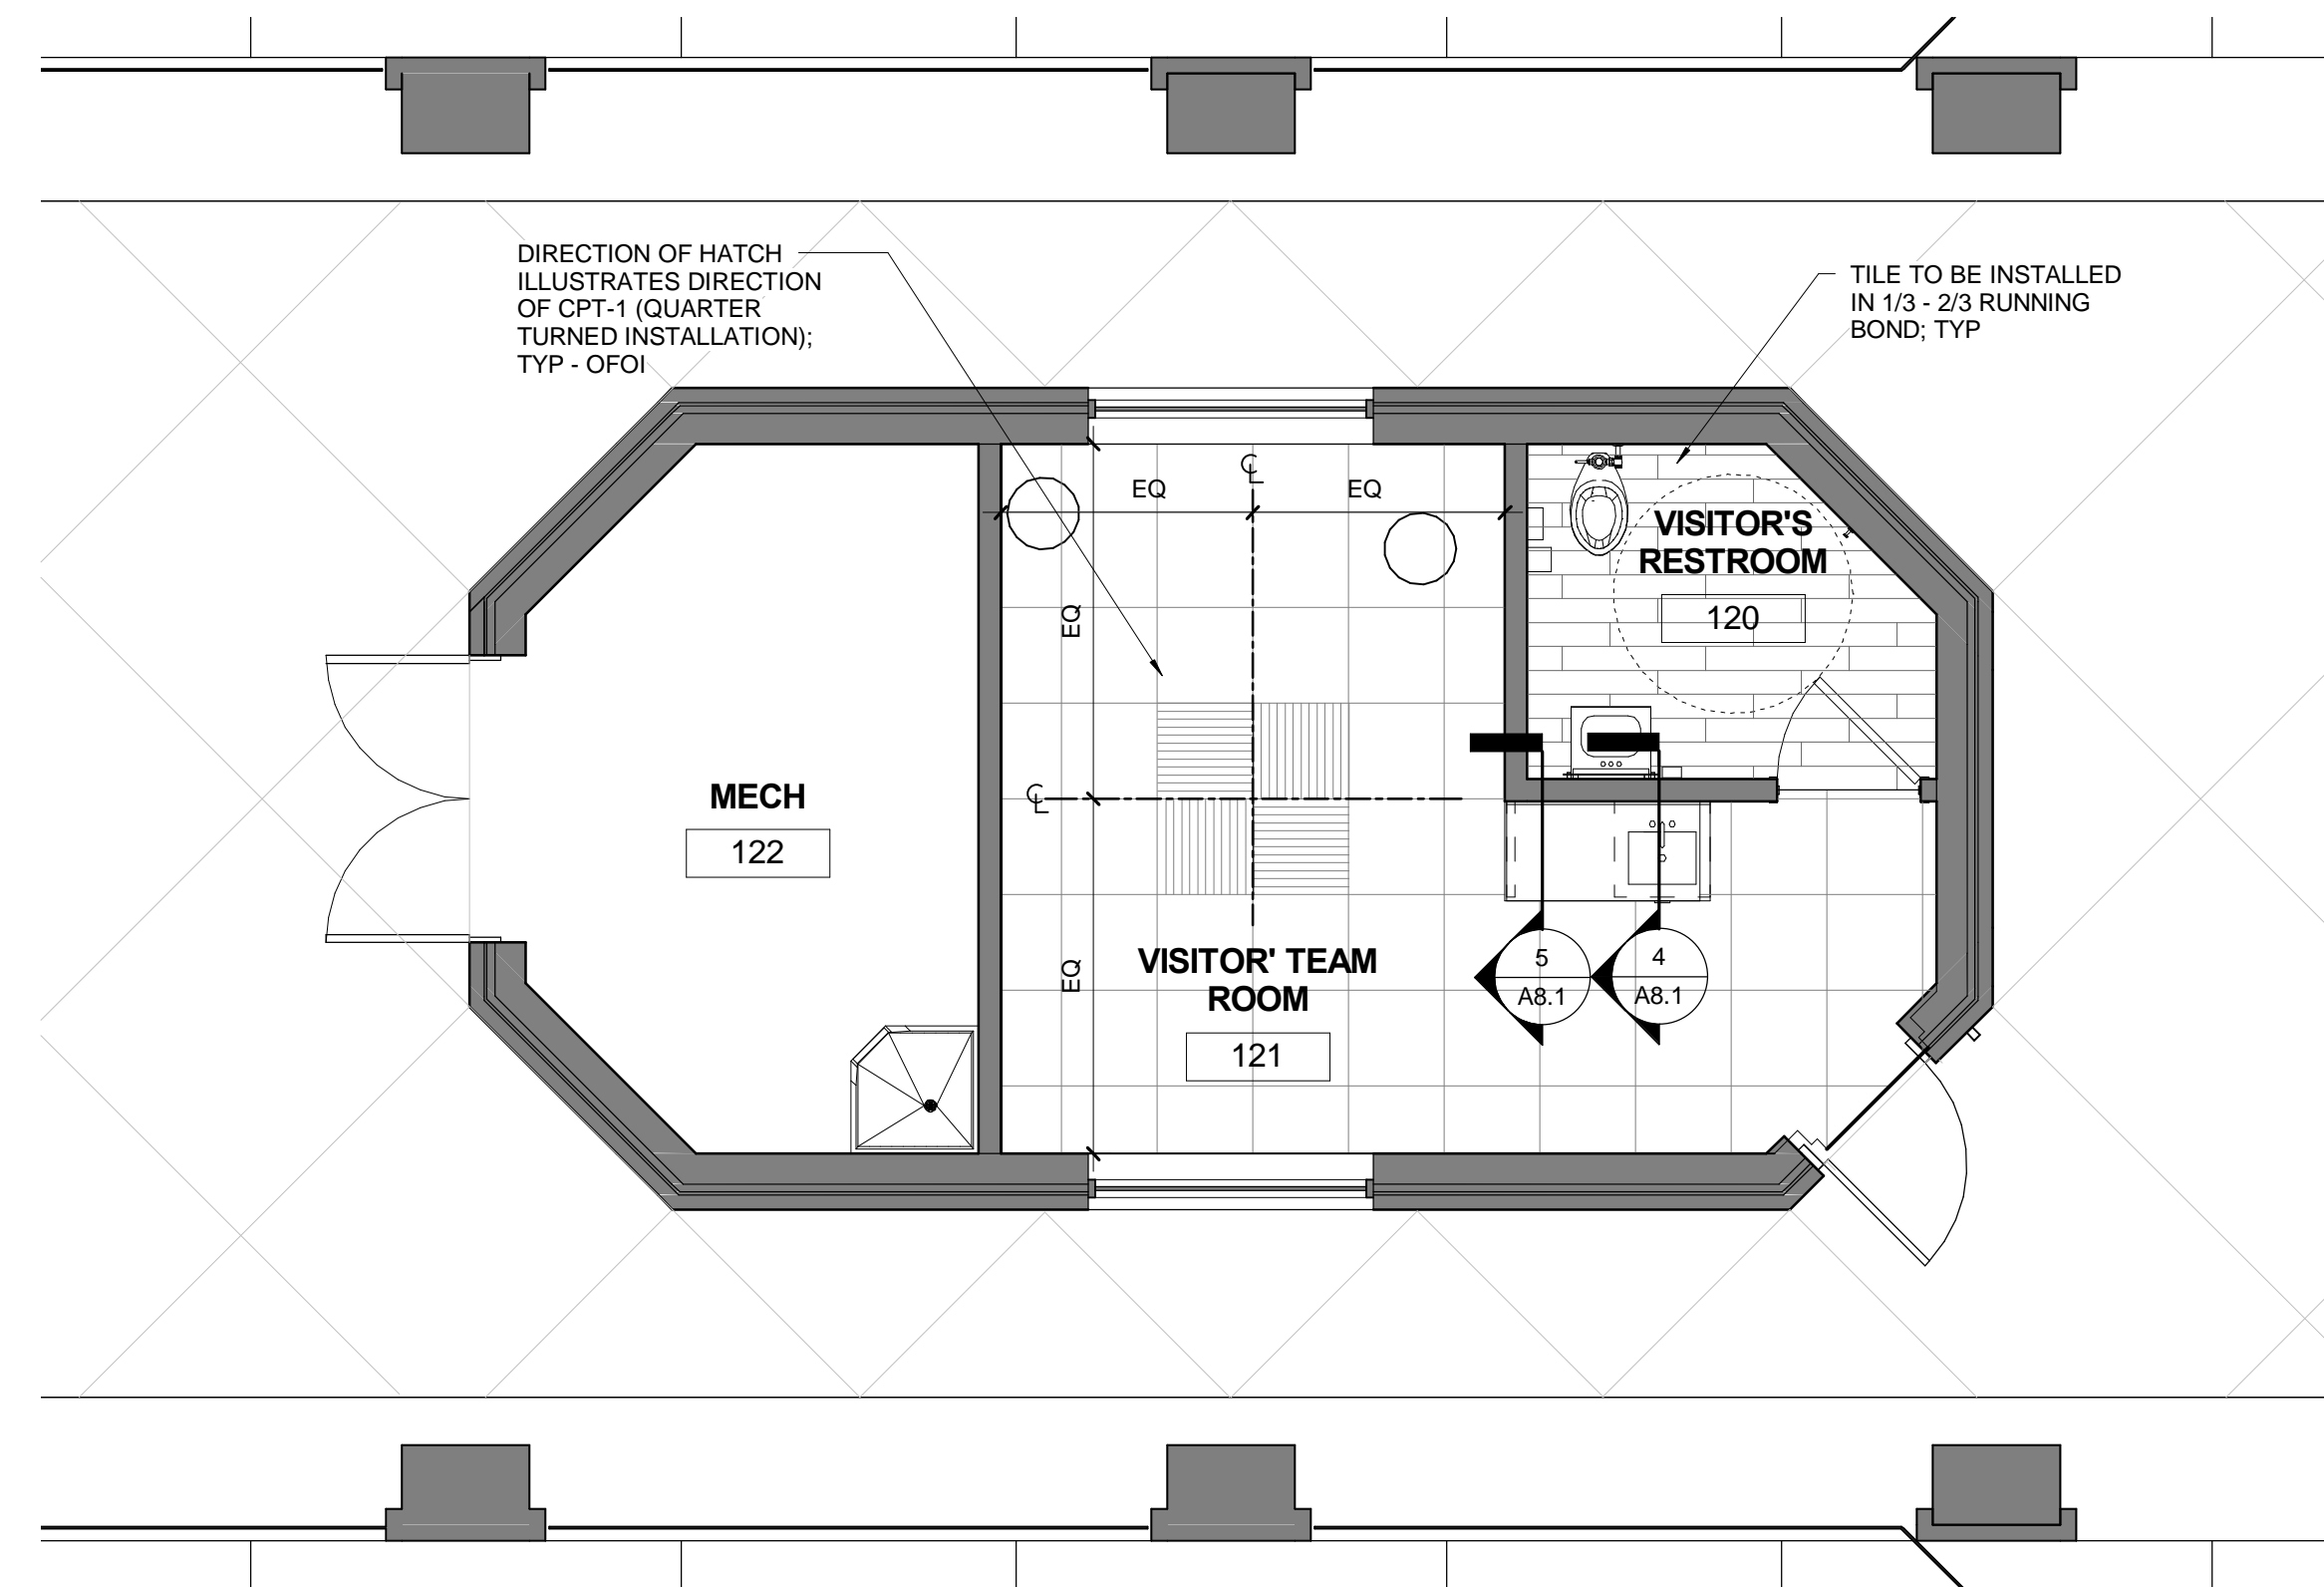 DIRECTION OF HATCH
ILLUSTRATES DIRECTION
OF CPT-1 (QUARTER
TURNED INSTALLATION);
TYP - OFOI
TILE TO BE INSTALLED
IN 1/3 - 2/3 RUNNING
BOND; TYP
℄
EQ
EQ
VISITOR'S
RESTROOM
120
EQ
MECH
122
℄
EQ
VISITOR' TEAM
ROOM
121
5
A8.1
4
A8.1